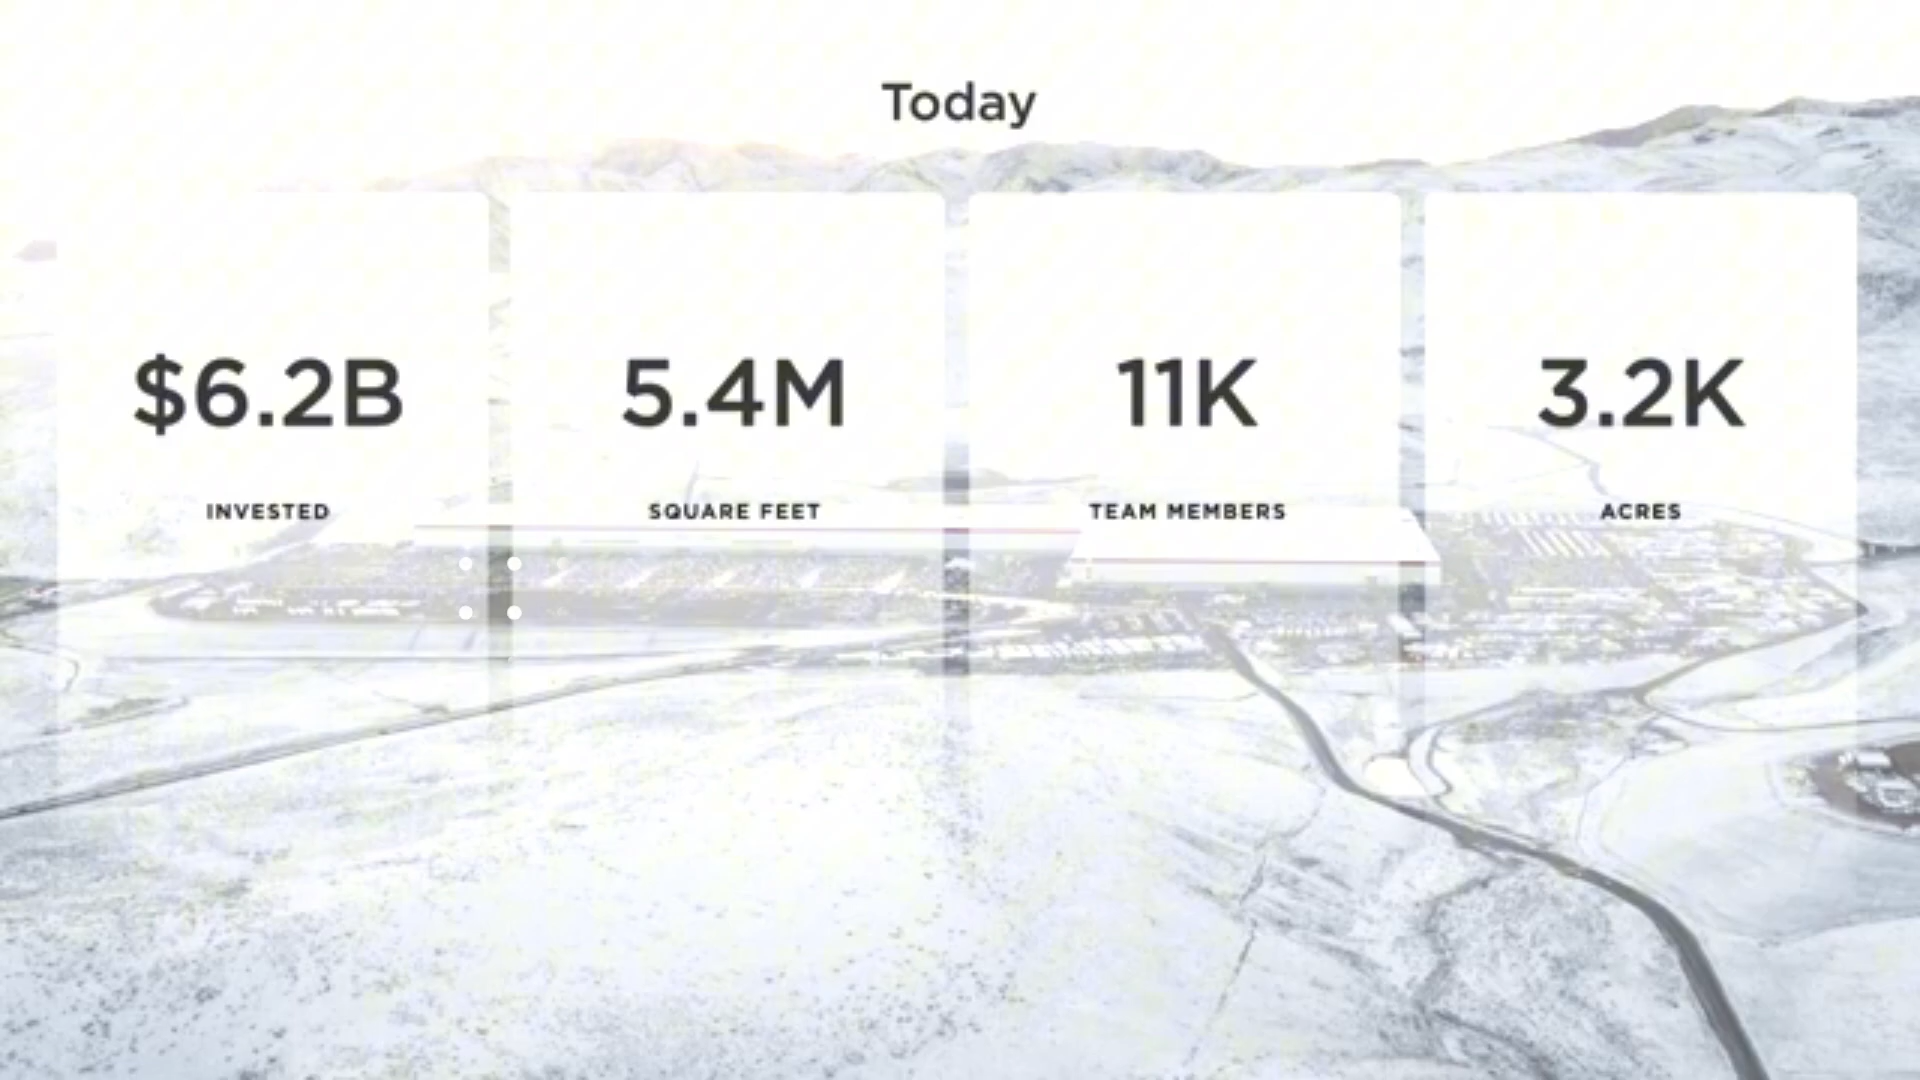 Today
$6.2B
INVESTED
5.4M
SQUARE FEET
11K
TEAM MEMBERS
3.2K
ACRES